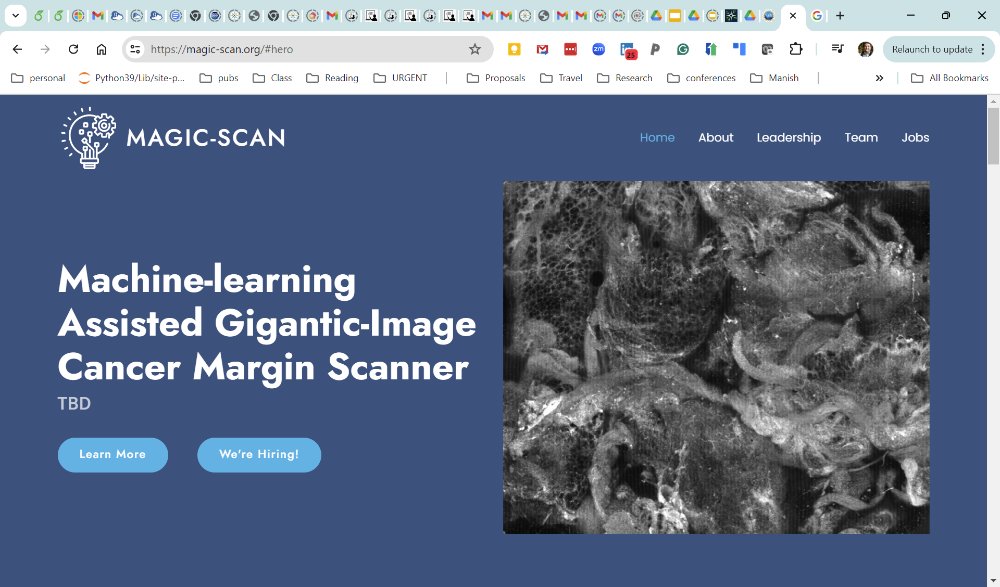 https://magic-scan.org/#hero
zm
25
Relaunch to update
personal
Python39/Lib/site-p...
pubs
Class
Reading
URGENT
Proposals
Travel
Research
conferences
Manish
All Bookmarks
MAGIC-SCAN
Home
About
Leadership
Team
Jobs
Machine-learning
Assisted Gigantic-Image
Cancer Margin Scanner
TBD
Learn More
We're Hiring!